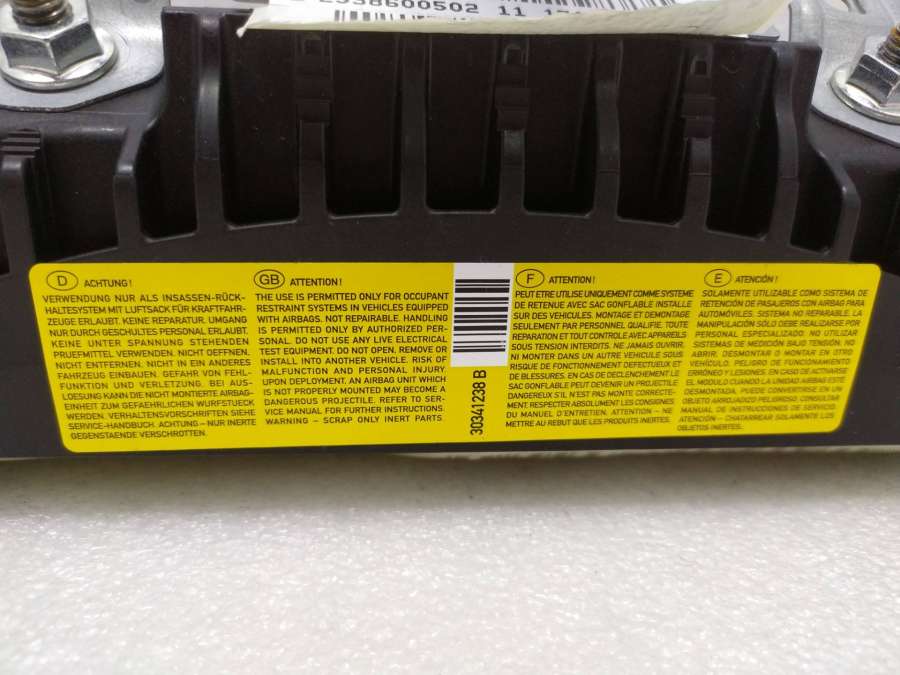 2538600502 11
D ACHTUNG!
VERWENDUNG NUR ALS INSASSEN-RÜCK-
HALTESYSTEM MIT LUFTSACK FÜR KRAFTFAHR-
ZEUGE ERLAUBT. KEINE REPARATUR. UMGANG
NUR DURCH GESCHULTES PERSONAL ERLAUBT.
KEINE UNTER SPANNUNG STEHENDEN
PRUEFMITTEL VERWENDEN. NICHT OEFFNEN.
NICHT ENTFERNEN. NICHT IN EIN ANDERES
FAHRZEUG EINBAUEN. GEFAHR VON FEHL-
FUNKTION UND VERLETZUNG. BEI AUS-
LOESUNG KANN DIE NICHT MONTIERTE AIRBAG-
EINHEIT ZUM GEFAEHRLICHEN WURFSTUECK
WERDEN. VERHALTENSVORSCHRIFTEN SIEHE
SERVICE-HANDBUCH. ACHTUNG-NUR INERTE
GEGENSTAENDE VERSCHROTTEN.
GB ATTENTION!
THE USE IS PERMITTED ONLY FOR OCCUPANT
RESTRAINT SYSTEMS IN VEHICLES EQUIPPED
WITH AIRBAGS. NOT REPAIRABLE. HANDLING
IS PERMITTED ONLY BY AUTHORIZED PER-
SONAL. DO NOT USE ANY LIVE ELECTRICAL
TEST EQUIPMENT. DO NOT OPEN. REMOVE OR
INSTALL INTO ANOTHER VEHICLE. RISK OF
MALFUNCTION AND PERSONAL INJURY.
UPON DEPLOYMENT. AN AIRBAG UNIT WHICH
IS NOT PROPERLY MOUNTED MAY BECOME A
DANGEROUS PROJECTILE. REFER TO SER-
VICE MANUAL FOR FURTHER INSTRUCTIONS.
WARNING – SCRAP ONLY INERT PARTS.
30341238 B
F ATTENTION!
PEUT ETRE UTILISE UNIQUEMENT COMME SYSTEME
DE RETENUE AVEC SAC GONFLABLE INSTALLE
SUR DES VEHICULES. MONTAGE ET DEMONTAGE
SEULEMENT PAR PERSONNEL QUALIFIE. TOUTE
REPARATION ET TOUT CONTROLE AVEC APPAREILS
SOUS TENSION INTERDITS. NE JAMAIS OUVRIR.
NI MONTER DANS UN AUTRE VEHICULE SOUS
RISQUE DE FONCTIONNEMENT DEFECTUEUX ET
DE BLESSURES. EN CAS DE DECLENCHEMENT LE
SAC GONFLABLE PEUT DEVENIR UN PROJECTILE
DANGEREUX S'IL N'EST PAS MONTE CORRECTE-
MENT. RESPECTER ABSOLUMENT LES CONSIGNES
DU MANUEL D'ENTRETIEN. ATTENTION – NE
METTRE AU REBUT QUE LES PRODUITS INERTES.
E ATENCIÓN!
SOLAMENTE UTILIZABLE COMO SISTEMA DE
RETENCIÓN DE PASAJEROS CON AIRBAG PARA
AUTOMÓVILES. SISTEMA NO REPARABLE. LA
MANIPULACIÓN SÓLO DEBE REALIZARSE POR
PERSONAL ESPECIALIZADO. NO UTILIZAR
SISTEMAS DE MEDICIÓN BAJO TENSIÓN. NO
ABRIR. DESMONTAR O MONTAR EN OTRO
VEHÍCULO. PELIGRO DE FUNCIONAMIENTO
ERRÓNEO Y LESIONES. EN CASO DE ACTIVARSE
EL MODULO CUANDO LA UNIDAD AIRBAG ESTE
DESMONTADA, PUEDE CONVERTIRSE EN UN
OBJETO ARROJADIZO PELIGROSO. CONSULTAR
MANUAL DE INSTRUCCIONES DE SERVICIO.
ATENCIÓN – CHATARREAR SOLAMENTE LOS
OBJETOS INERTES.